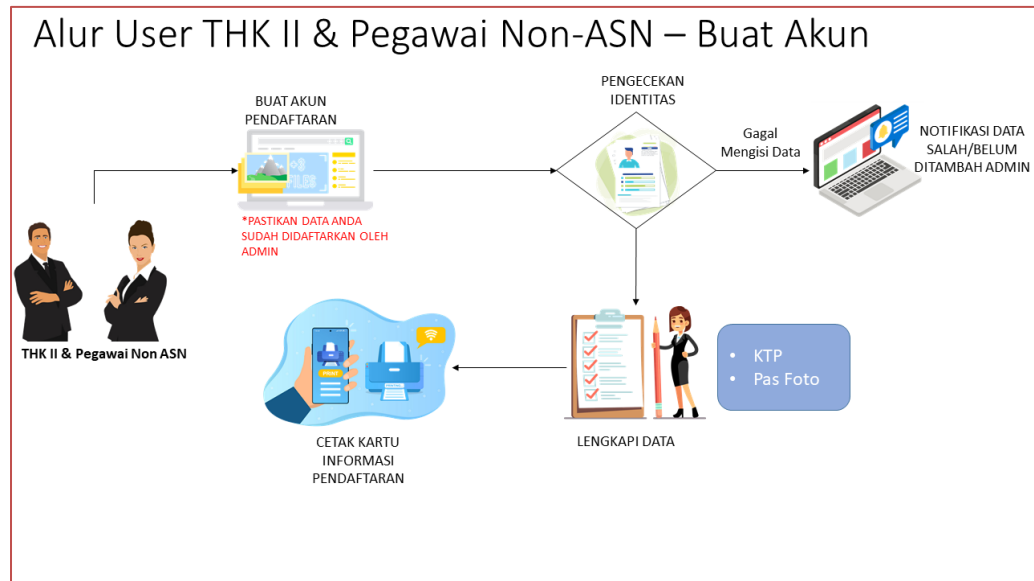 Alur User THK II & Pegawai Non-ASN – Buat Akun
BUAT AKUN
PENDAFTARAN
*PASTIKAN DATA ANDA
SUDAH DIDAFTARKAN OLEH
ADMIN
PENGECEKAN
IDENTITAS
Gagal
Mengisi Data
NOTIFIKASI DATA
SALAH/BELUM
DITAMBAH ADMIN
THK II & Pegawai Non ASN
• KTP
• Pas Foto
LENGKAPI DATA
PRINT
CETAK KARTU
INFORMASI
PENDAFTARAN